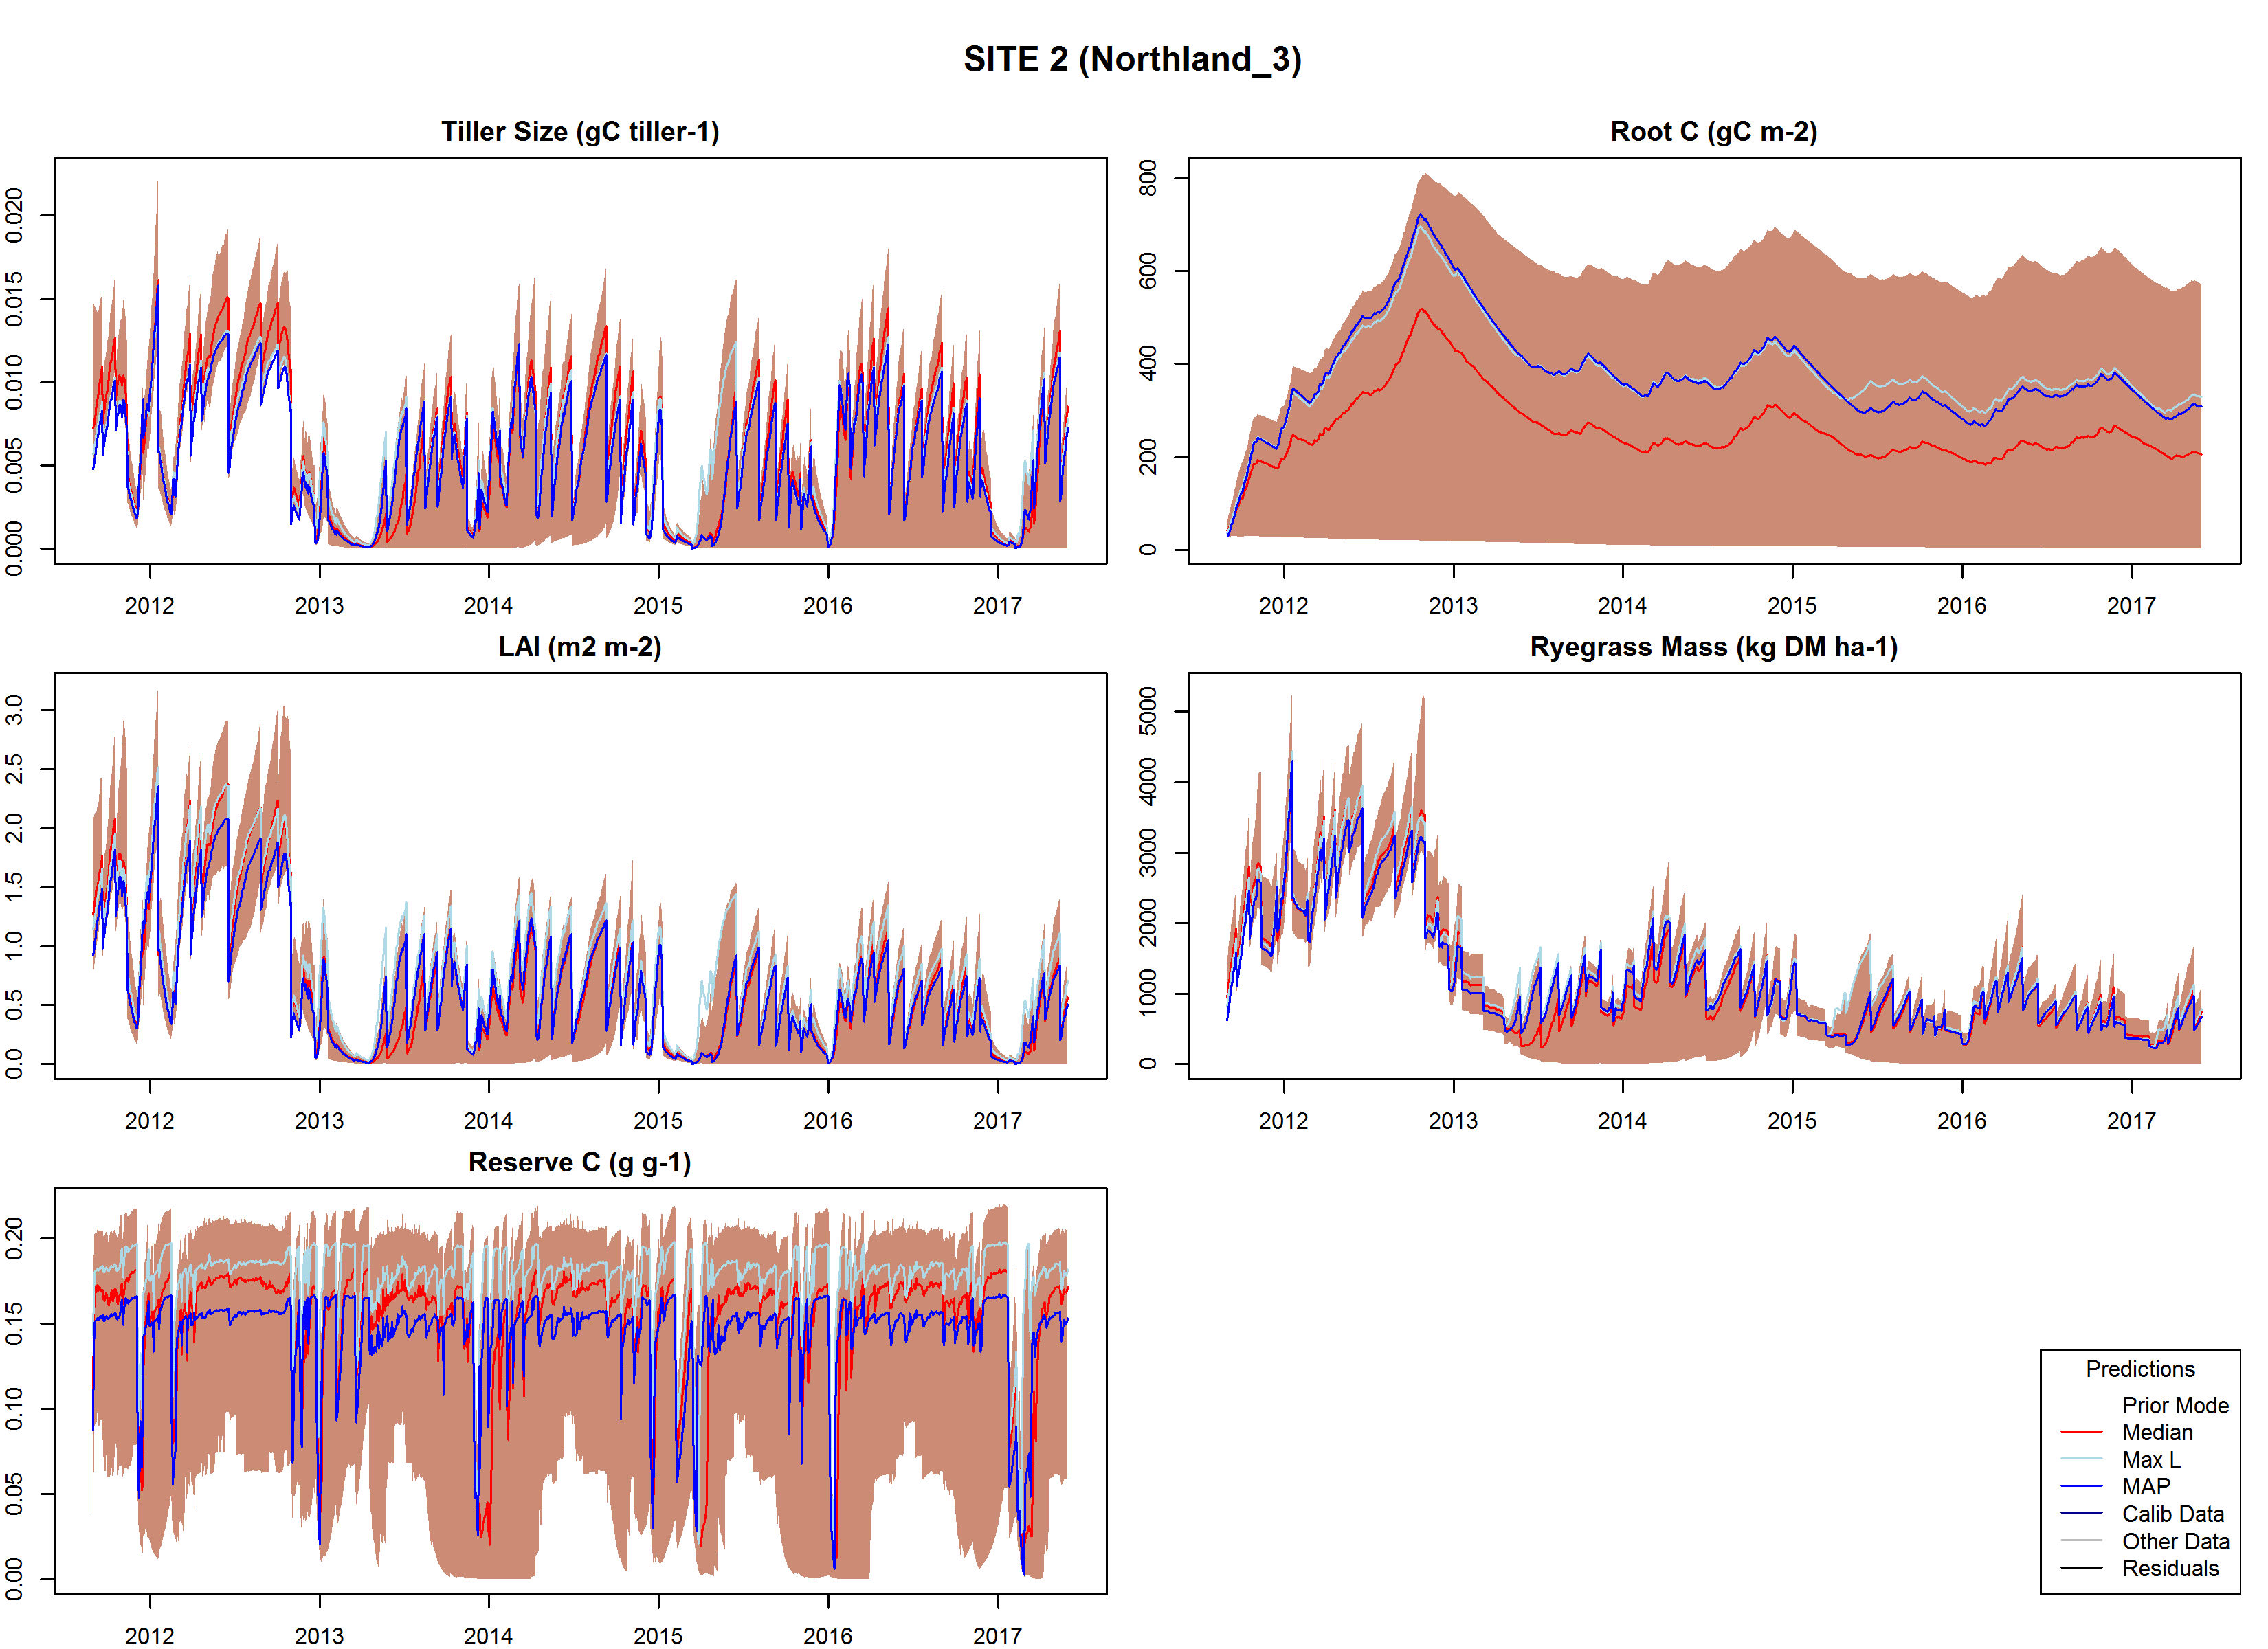 SITE 2 (Northland_3)
Tiller Size (gC tiller-1)
0.000 0.005 0.010 0.015 0.020
2012 2013 2014 2015 2016 2017
Root C (gC m-2)
0 200 400 600 800
2012 2013 2014 2015 2016 2017
LAI (m2 m-2)
0.0 0.5 1.0 1.5 2.0 2.5 3.0
2012 2013 2014 2015 2016 2017
Ryegrass Mass (kg DM ha-1)
0 1000 2000 3000 4000 5000
2012 2013 2014 2015 2016 2017
Reserve C (g g-1)
0.00 0.05 0.10 0.15 0.20
2012 2013 2014 2015 2016 2017
Predictions
Prior Mode
Median
Max L
MAP
Calib Data
Other Data
Residuals